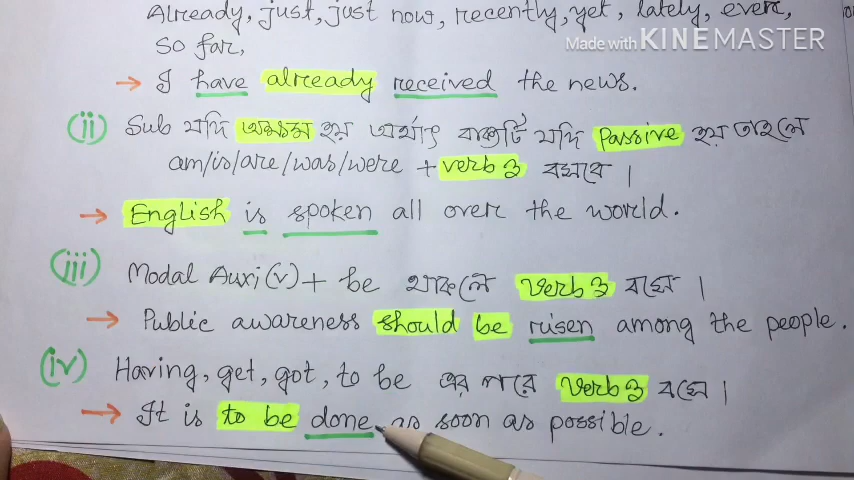 Already, just, just now, recently, yet, lately, ever,
Made with KINEMASTER
so far,
→ I have already received the news.
(ii) Sub যদি অক্ষম হয় অর্থাৎ বাক্যটি যদি passive হয় তাহলে
am/is/are/was/were + verb 3 বসবে।
→ English is spoken all over the world.
(iii) Modal Auxi(v) + be থাকলে verb 3 বসে।
→ Public awareness should be risen among the people.
(iv) Having, get, got, to be এর পরে verb 3 বসে।
→ It is to be done as soon as possible.